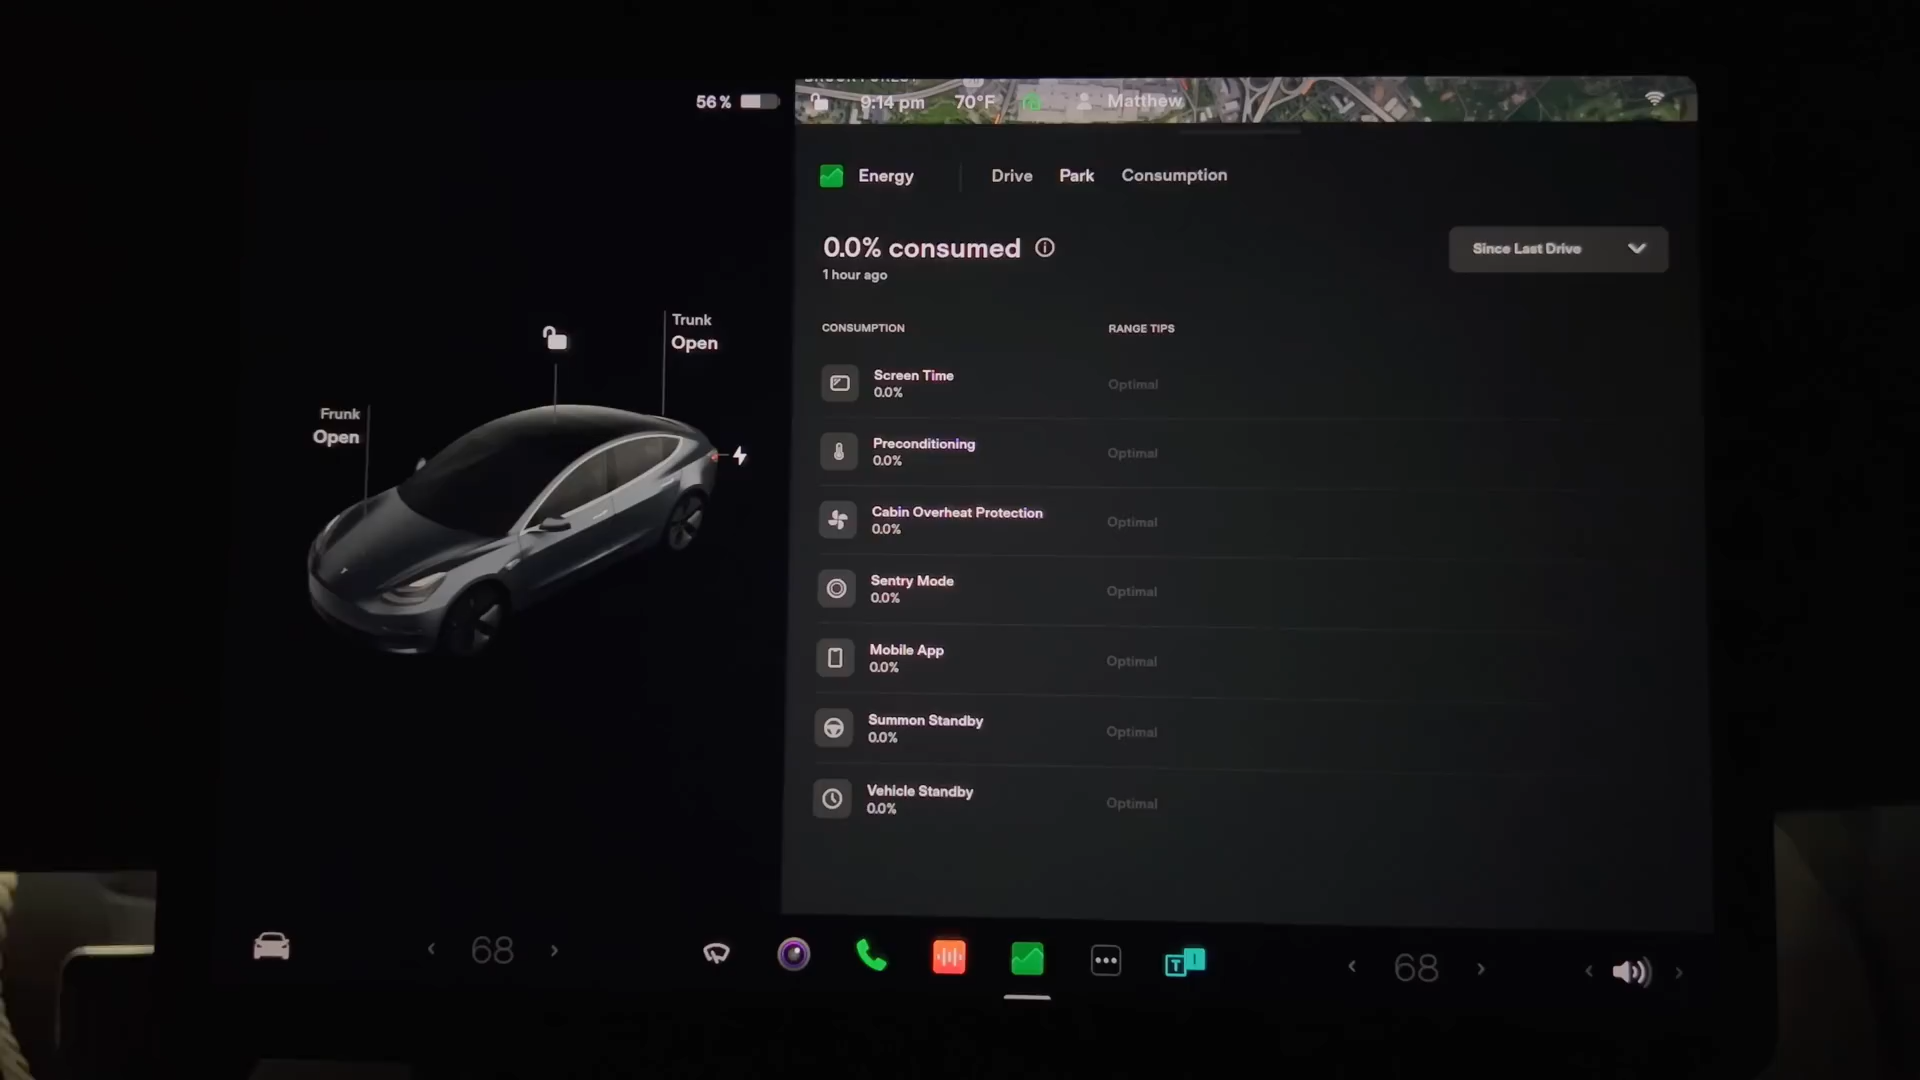 56 %
9:14 pm
70°F
Matthew
Energy
Drive
Park
Consumption
0.0% consumed
1 hour ago
Since Last Drive
CONSUMPTION
RANGE TIPS
Screen Time
0.0%
Optimal
Preconditioning
0.0%
Optimal
Cabin Overheat Protection
0.0%
Optimal
Sentry Mode
0.0%
Optimal
Mobile App
0.0%
Optimal
Summon Standby
0.0%
Optimal
Vehicle Standby
0.0%
Optimal
Trunk
Open
Frunk
Open
68
T
I
68